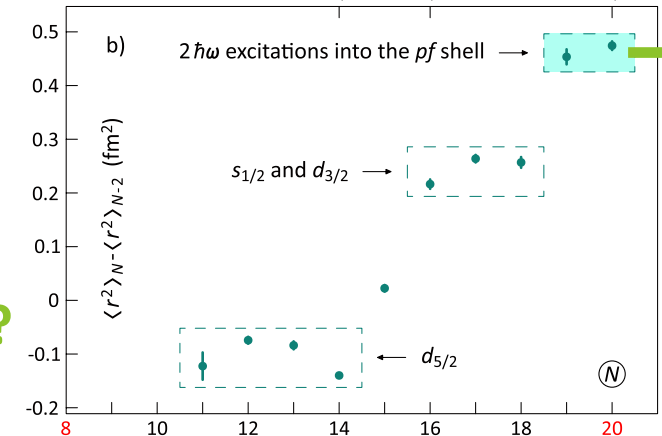 b)
2ħω excitations into the pf shell
s1/2 and d3/2
d5/2
N
⟨r²⟩N-⟨r²⟩N-2 (fm²)
0.5
0.4
0.3
0.2
0.1
0
-0.1
-0.2
8
10
12
14
16
18
20
?